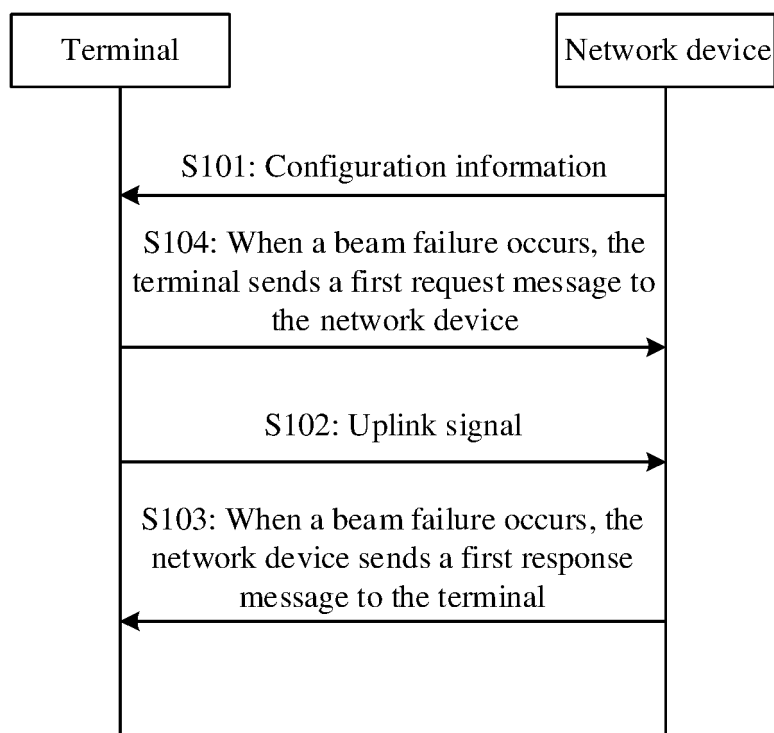 Terminal
Network device
S101: Configuration information
S104: When a beam failure occurs, the
terminal sends a first request message to
the network device
S102: Uplink signal
S103: When a beam failure occurs, the
network device sends a first response
message to the terminal